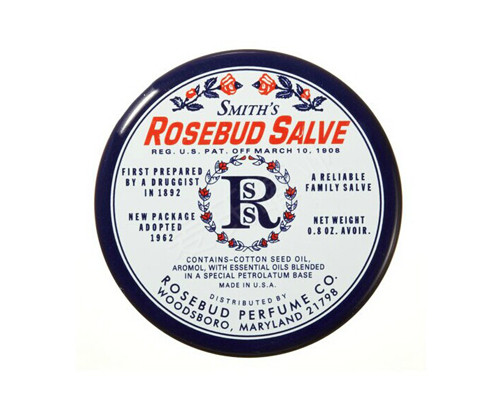 SMITH'S
ROSEBUD SALVE
REG. U.S. PAT. OFF MARCH 10, 1908
FIRST PREPARED
BY A DRUGGIST
IN 1892
NEW PACKAGE
ADOPTED
1962
R
S
S
A RELIABLE
FAMILY SALVE
NET WEIGHT
0.8 OZ. AVOIR.
CONTAINS-COTTON SEED OIL,
AROMOL, WITH ESSENTIAL OILS BLENDED
IN A SPECIAL PETROLATUM BASE
MADE IN U.S.A.
DISTRIBUTED BY
ROSEBUD PERFUME CO.
WOODSBORO, MARYLAND 21798